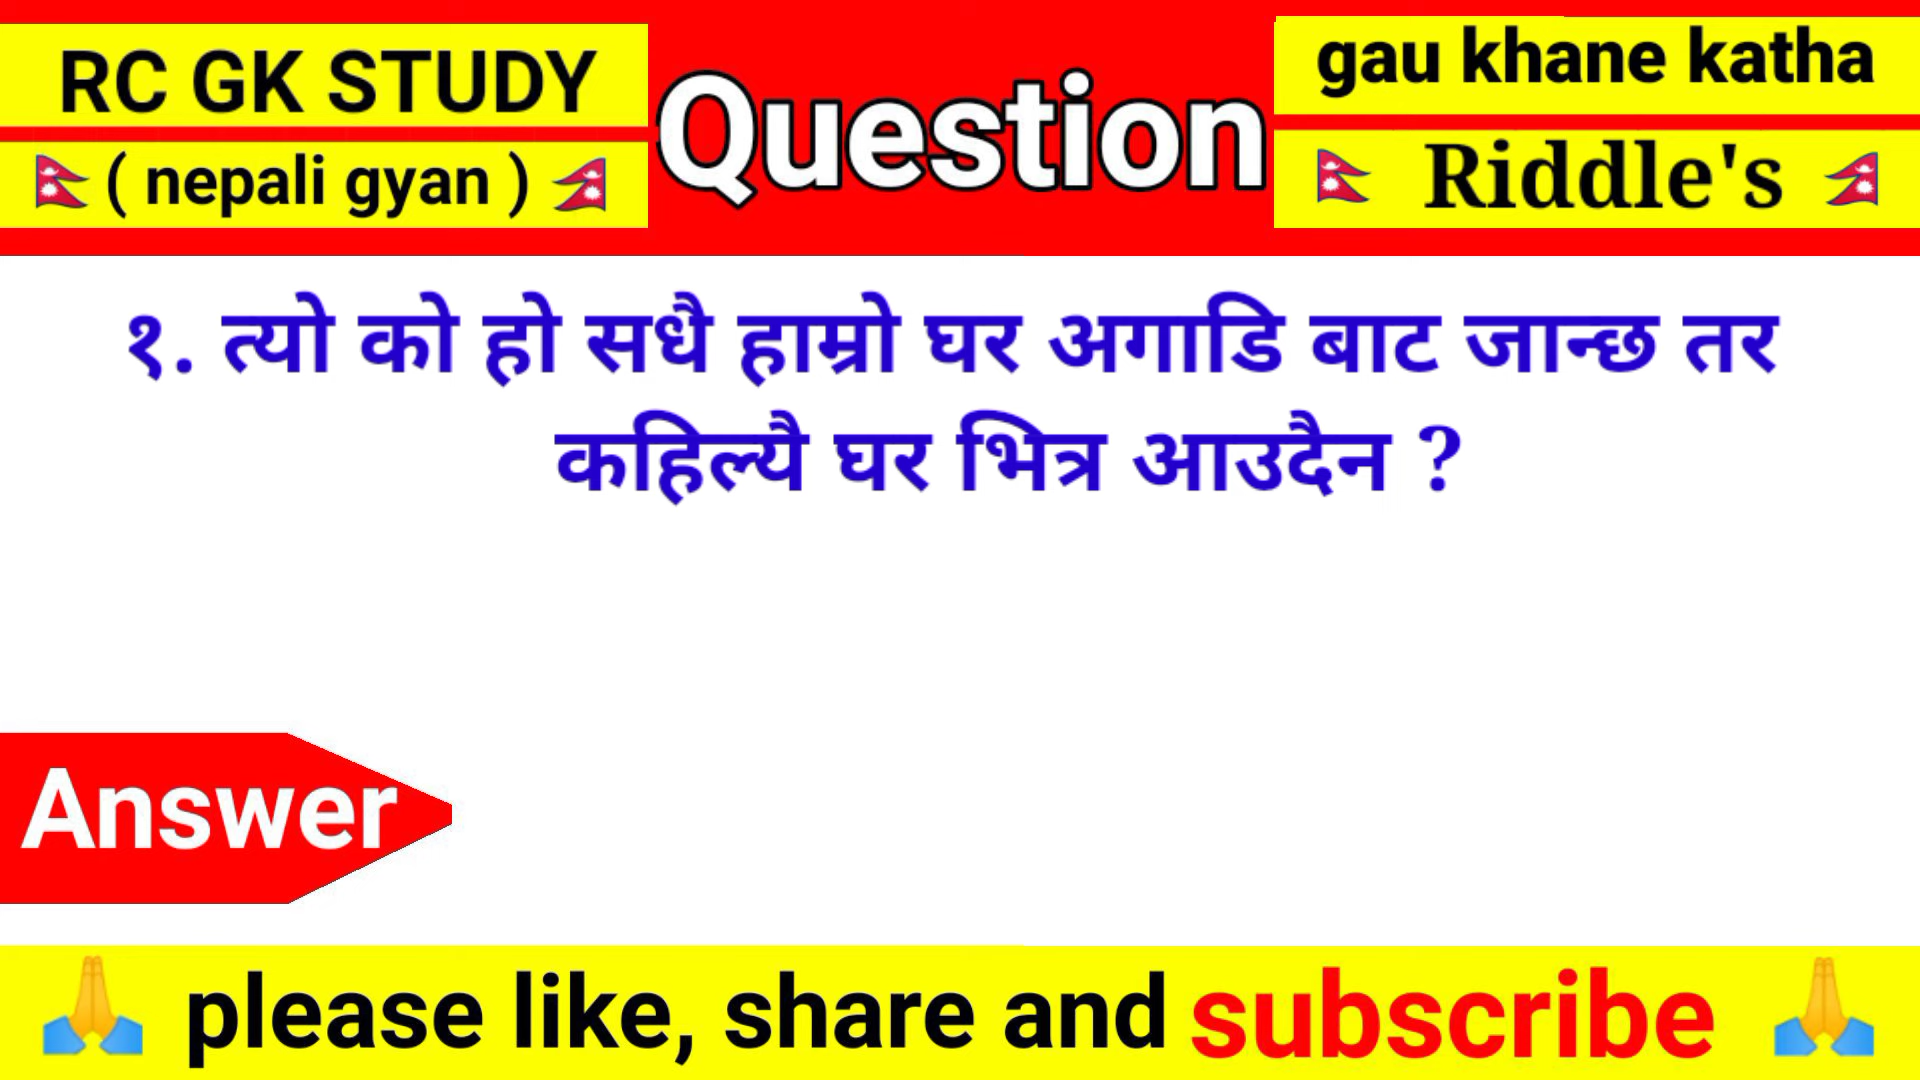 RC GK STUDY
( nepali gyan )
Question
gau khane katha
Riddle's
१. त्यो को हो सधै हाम्रो घर अगाडि बाट जान्छ तर
कहिल्यै घर भित्र आउदैन ?
Answer
please like, share and subscribe